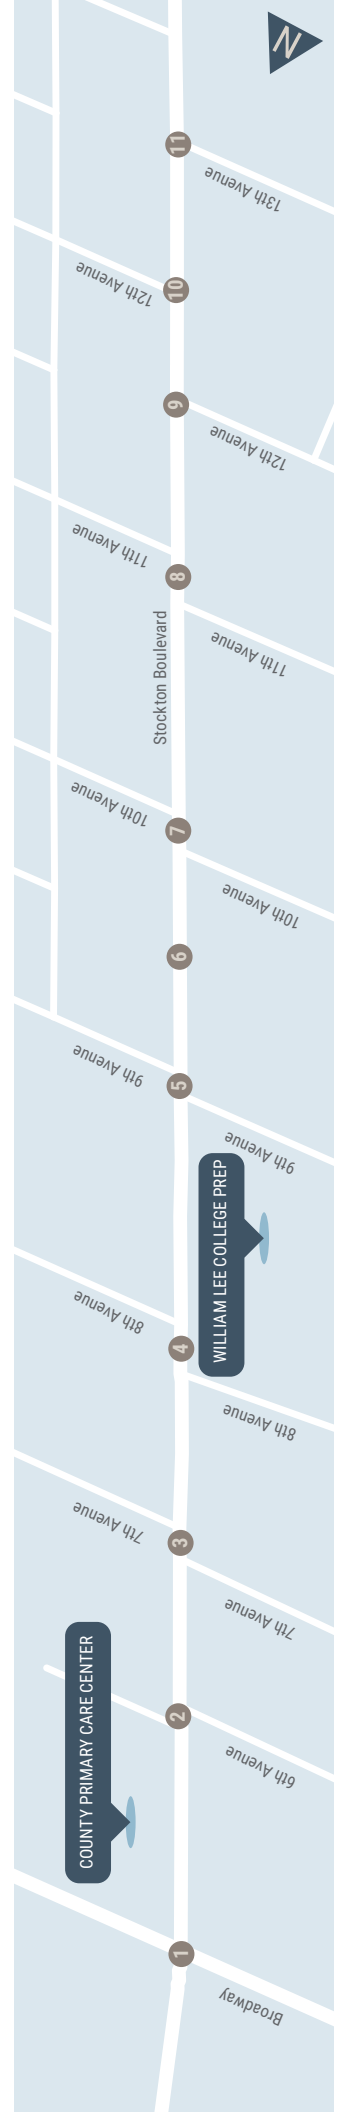 N
11
13th Avenue
12th Avenue
10
9
12th Avenue
11th Avenue
8
Stockton Boulevard
11th Avenue
10th Avenue
7
10th Avenue
6
9th Avenue
5
9th Avenue
WILLIAM LEE COLLEGE PREP
8th Avenue
4
8th Avenue
7th Avenue
3
7th Avenue
COUNTY PRIMARY CARE CENTER
2
6th Avenue
1
Broadway